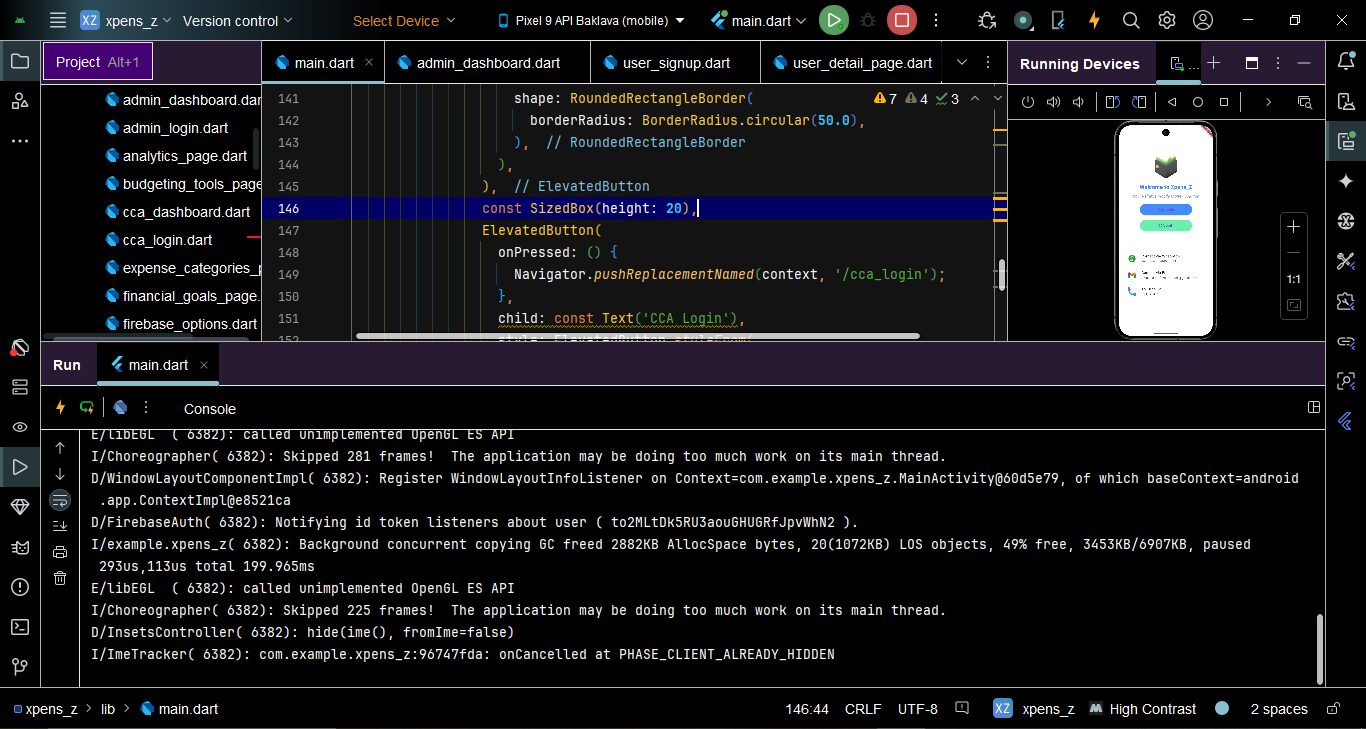 XZ xpens_z Version control Select Device Pixel 9 API Baklava (mobile) main.dart
Project Alt+1
main.dart admin_dashboard.dart user_signup.dart user_detail_page.dart
Running Devices
admin_dashboard.dar
admin_login.dart
analytics_page.dart
budgeting_tools_page
cca_dashboard.dart
cca_login.dart
expense_categories_p
financial_goals_page.
firebase_options.dart
7 4 3
141 shape: RoundedRectangleBorder(
142 borderRadius: BorderRadius.circular(50.0),
143 ), // RoundedRectangleBorder
144 ),
145 ), // ElevatedButton
146 const SizedBox(height: 20),
147 ElevatedButton(
148 onPressed: () {
149 Navigator.pushReplacementNamed(context, '/cca_login');
150 },
151 child: const Text('CCA Login'),
152 style: ElevatedButton.styleFrom(
Welcome to Xpens_Z
1:1
Run main.dart
Console
E/libEGL ( 6382): called unimplemented OpenGL ES API
I/Choreographer( 6382): Skipped 281 frames! The application may be doing too much work on its main thread.
D/WindowLayoutComponentImpl( 6382): Register WindowLayoutInfoListener on Context=com.example.xpens_z.MainActivity@60d5e79, of which baseContext=android
.app.ContextImpl@e8521ca
D/FirebaseAuth( 6382): Notifying id token listeners about user ( to2MLtDk5RU3aouGHUGRfJpvWhN2 ).
I/example.xpens_z( 6382): Background concurrent copying GC freed 2882KB AllocSpace bytes, 20(1072KB) LOS objects, 49% free, 3453KB/6907KB, paused
293us,113us total 199.965ms
E/libEGL ( 6382): called unimplemented OpenGL ES API
I/Choreographer( 6382): Skipped 225 frames! The application may be doing too much work on its main thread.
D/InsetsController( 6382): hide(ime(), fromIme=false)
I/ImeTracker( 6382): com.example.xpens_z:96747fda: onCancelled at PHASE_CLIENT_ALREADY_HIDDEN
xpens_z > lib > main.dart 146:44 CRLF UTF-8 XZ xpens_z High Contrast 2 spaces